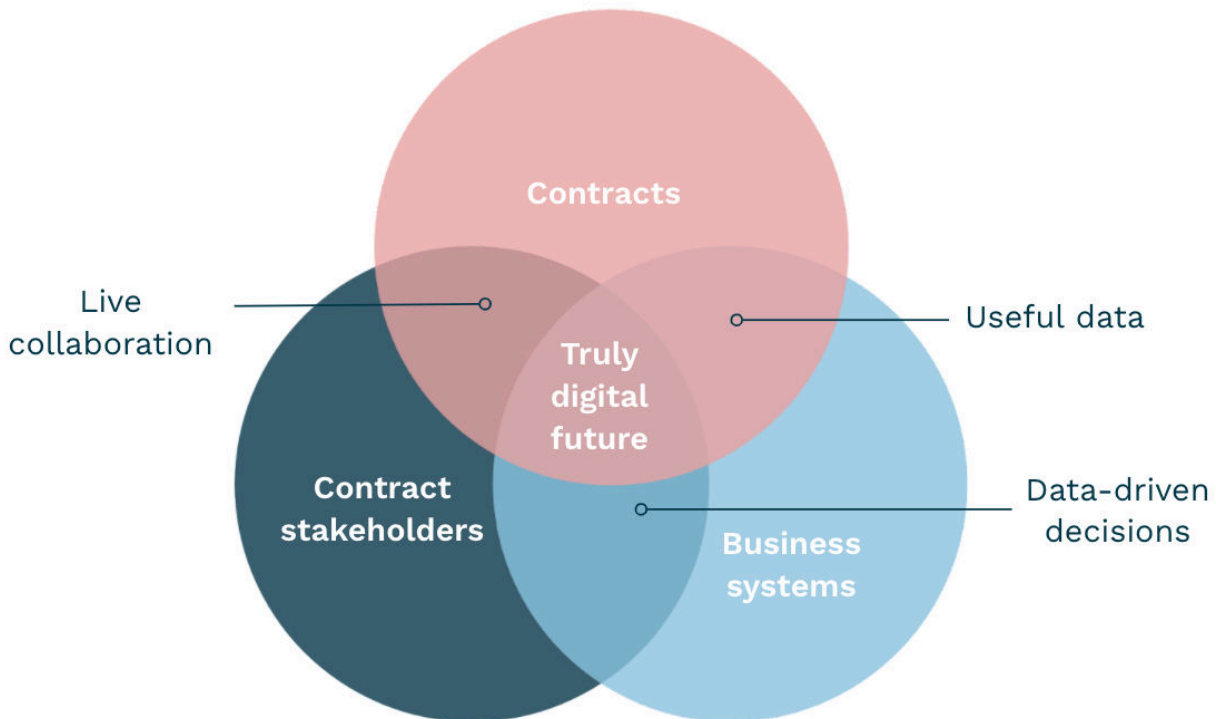 Contracts
Live
collaboration
Useful data
Truly
digital
future
Contract
stakeholders
Data-driven
decisions
Business
systems